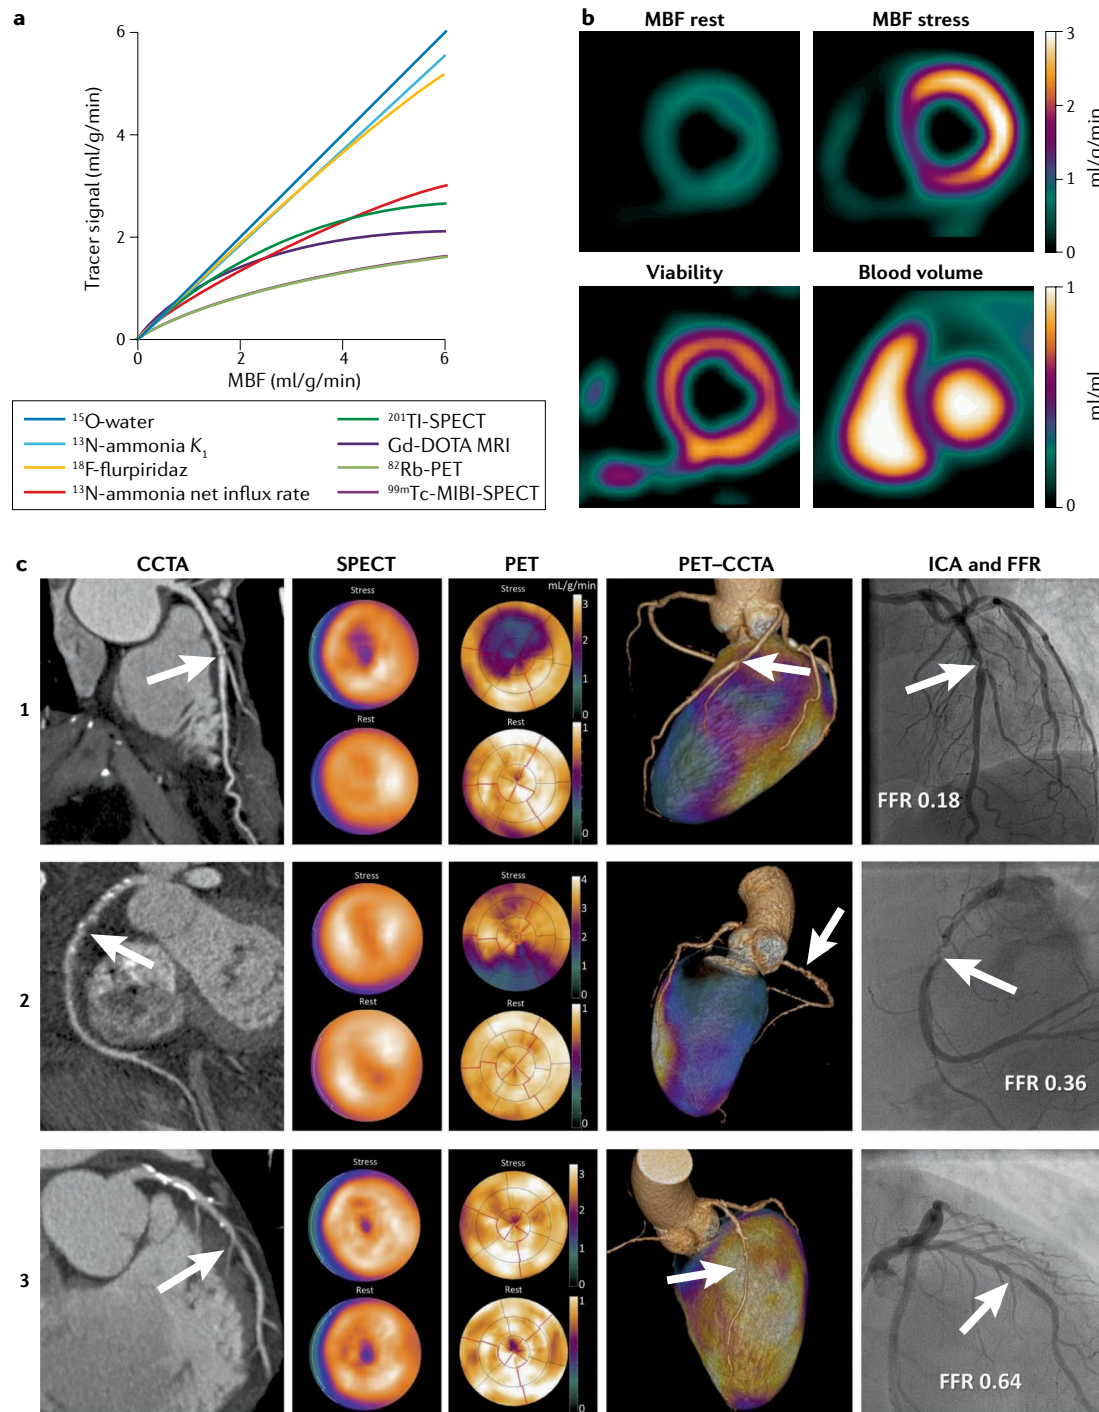 a
6
4
2
0
Tracer signal (ml/g/min)
0 2 4 6
MBF (ml/g/min)
¹⁵O-water
¹³N-ammonia K₁
¹⁸F-flurpiridaz
¹³N-ammonia net influx rate
²⁰¹Tl-SPECT
Gd-DOTA MRI
⁸²Rb-PET
⁹⁹ᵐTc-MIBI-SPECT
b
MBF rest
MBF stress
3
2
1
0
ml/g/min
Viability
Blood volume
1
0
ml/ml
c
CCTA
SPECT
PET
PET–CCTA
ICA and FFR
1
Stress
Rest
mL/g/min
Stress
3
2
1
0
Rest
1
0
FFR 0.18
2
Stress
Rest
Stress
4
3
2
1
0
Rest
1
0
FFR 0.36
3
Stress
Rest
Stress
3
2
1
0
Rest
1
0
FFR 0.64